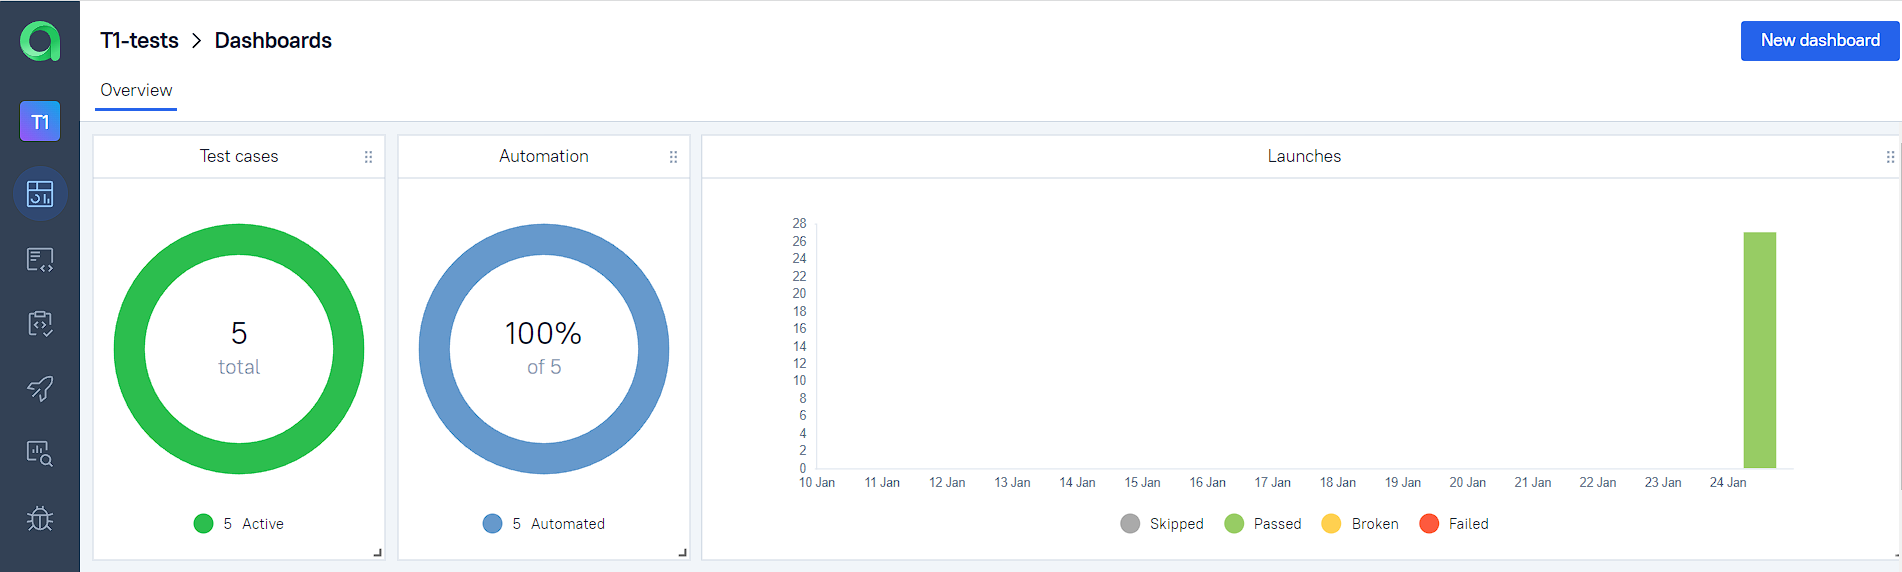 T1-tests > Dashboards
New dashboard
T1
Overview
Test cases
5
total
5 Active
Automation
100%
of 5
5 Automated
Launches
28
26
24
22
20
18
16
14
12
10
8
6
4
2
0
10 Jan 11 Jan 12 Jan 13 Jan 14 Jan 15 Jan 16 Jan 17 Jan 18 Jan 19 Jan 20 Jan 21 Jan 22 Jan 23 Jan 24 Jan
Skipped Passed Broken Failed